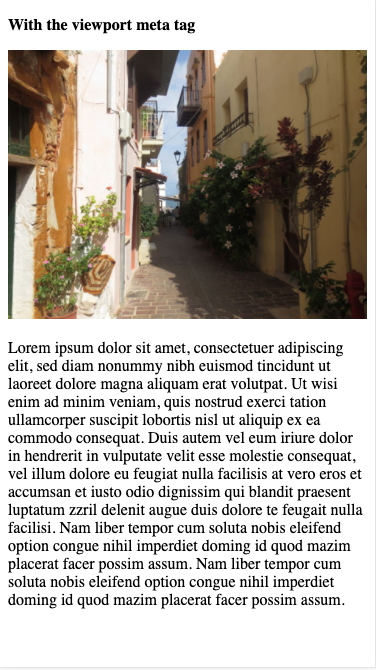 With the viewport meta tag
Lorem ipsum dolor sit amet, consectetuer adipiscing
elit, sed diam nonummy nibh euismod tincidunt ut
laoreet dolore magna aliquam erat volutpat. Ut wisi
enim ad minim veniam, quis nostrud exerci tation
ullamcorper suscipit lobortis nisl ut aliquip ex ea
commodo consequat. Duis autem vel eum iriure dolor
in hendrerit in vulputate velit esse molestie consequat,
vel illum dolore eu feugiat nulla facilisis at vero eros et
accumsan et iusto odio dignissim qui blandit praesent
luptatum zzril delenit augue duis dolore te feugait nulla
facilisi. Nam liber tempor cum soluta nobis eleifend
option congue nihil imperdiet doming id quod mazim
placerat facer possim assum. Nam liber tempor cum
soluta nobis eleifend option congue nihil imperdiet
doming id quod mazim placerat facer possim assum.